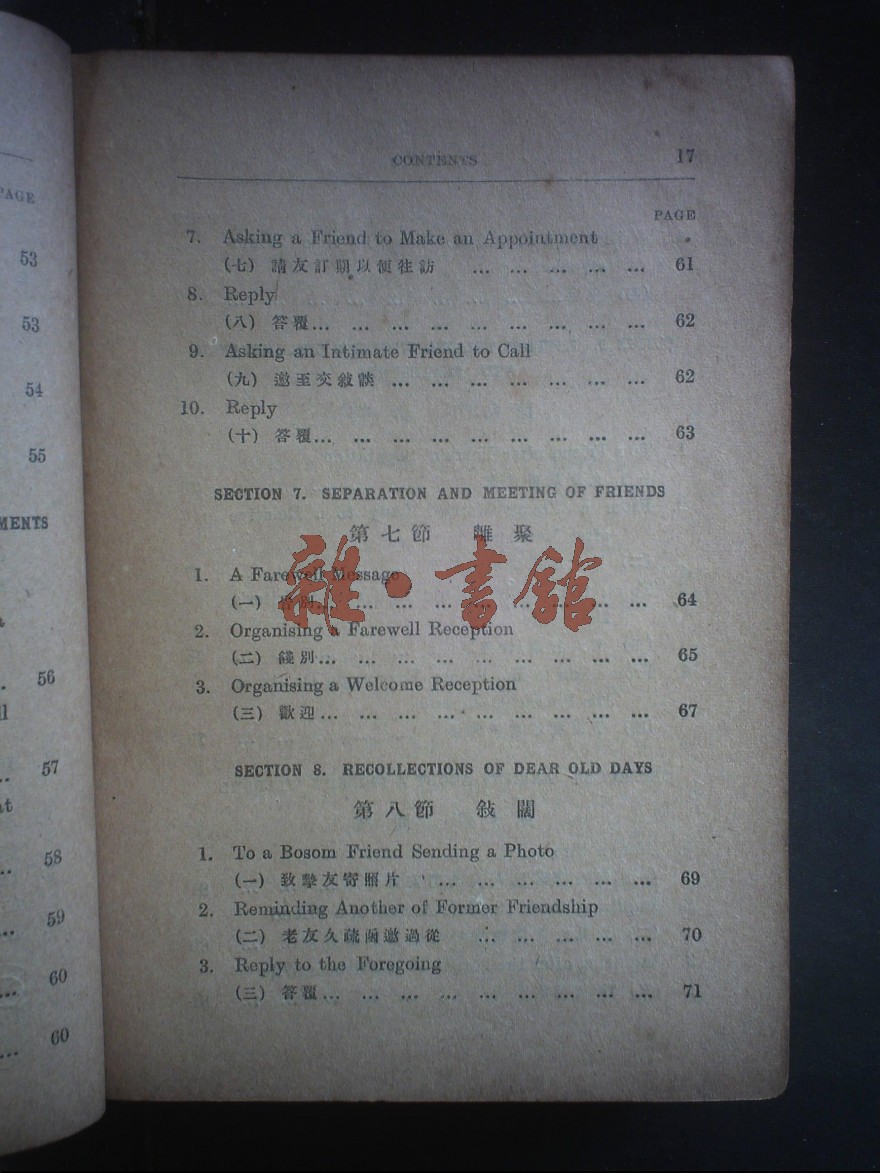 PAGE
53
53
54
55
MENTS
56
57
58
59
60
60
CONTENTS 17
PAGE
7. Asking a Friend to Make an Appointment
(七) 請友訂期以便往訪 ... ... ... ... ... 61
8. Reply
(八) 答覆... ... ... ... ... ... ... ... ... 62
9. Asking an Intimate Friend to Call
(九) 邀至交敍談 ... ... ... ... ... ... ... 62
10. Reply
(十) 答覆... ... ... ... ... ... ... ... ... 63
SECTION 7. SEPARATION AND MEETING OF FRIENDS
第七節 離聚
雜·書館
1. A Farewell Message
(一) 別... ... ... ... ... ... ... ... ... 64
2. Organising a Farewell Reception
(二) 餞別... ... ... ... ... ... ... ... ... 65
3. Organising a Welcome Reception
(三) 歡迎... ... ... ... ... ... ... ... ... 67
SECTION 8. RECOLLECTIONS OF DEAR OLD DAYS
第八節 敍闊
1. To a Bosom Friend Sending a Photo
(一) 致摯友寄照片 ... ... ... ... ... ... 69
2. Reminding Another of Former Friendship
(二) 老友久疏函邀過從 ... ... ... ... ... 70
3. Reply to the Foregoing
(三) 答覆... ... ... ... ... ... ... ... ... 71